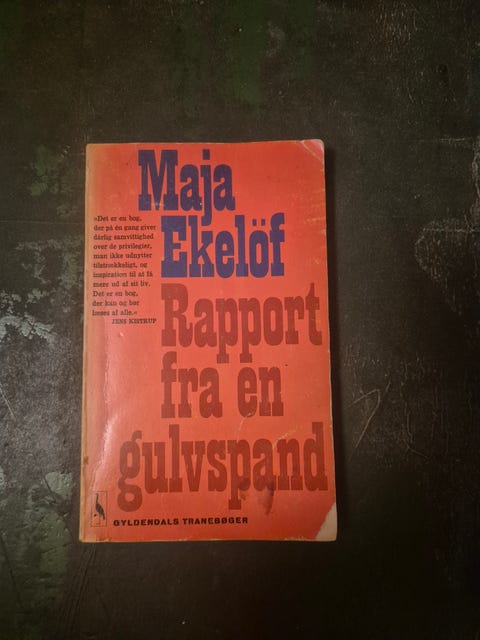 Maja
Ekelöf
»Det er en bog,
der på én gang giver
dårlig samvittighed
over de privilegier,
man ikke udnytter
tilstrækkeligt, og
inspiration til at få
mere ud af sit liv.
Det er en bog,
der kan og bør
læses af alle.«
JENS KISTRUP
Rapport
fra en
gulvspand
GYLDENDALS TRANEBØGER